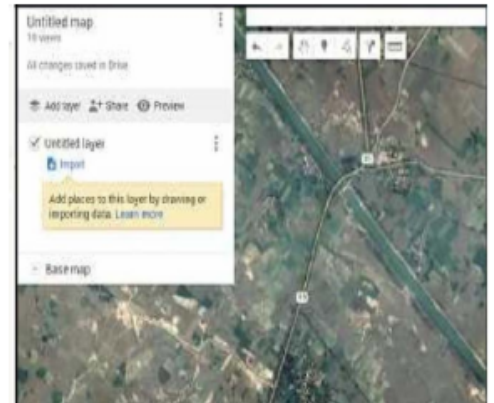 Untitled map
All changes saved in Drive
Add layer Share Preview
Untitled layer
Import
Add places to this layer by drawing or
importing data. Learn more
Base map